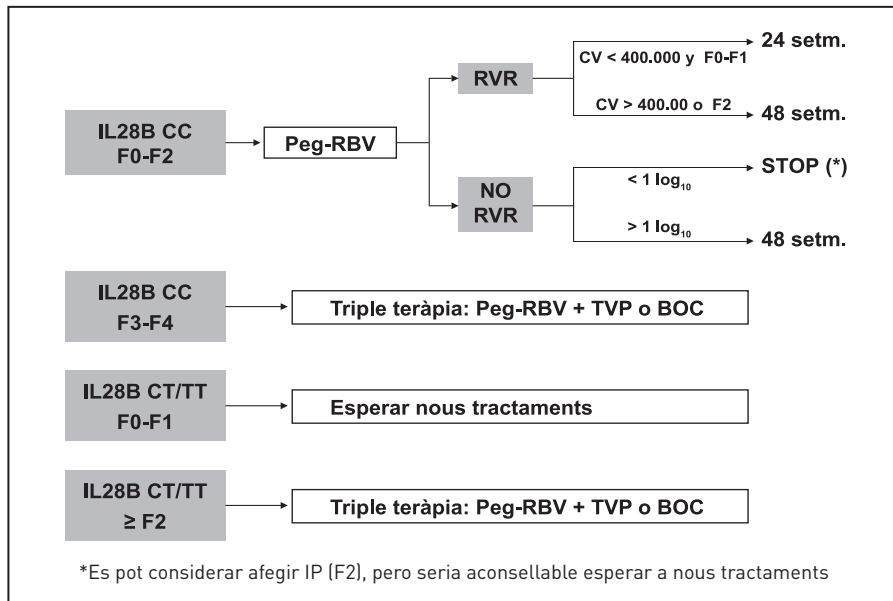 24 setm.
CV < 400.000 y F0-F1
RVR
CV > 400.00 o F2
48 setm.
IL28B CC
F0-F2
Peg-RBV
STOP (*)
< 1 log₁₀
NO
RVR
> 1 log₁₀
48 setm.
IL28B CC
F3-F4
Triple teràpia: Peg-RBV + TVP o BOC
IL28B CT/TT
F0-F1
Esperar nous tractaments
IL28B CT/TT
≥ F2
Triple teràpia: Peg-RBV + TVP o BOC
*Es pot considerar afegir IP (F2), pero seria aconsellable esperar a nous tractaments